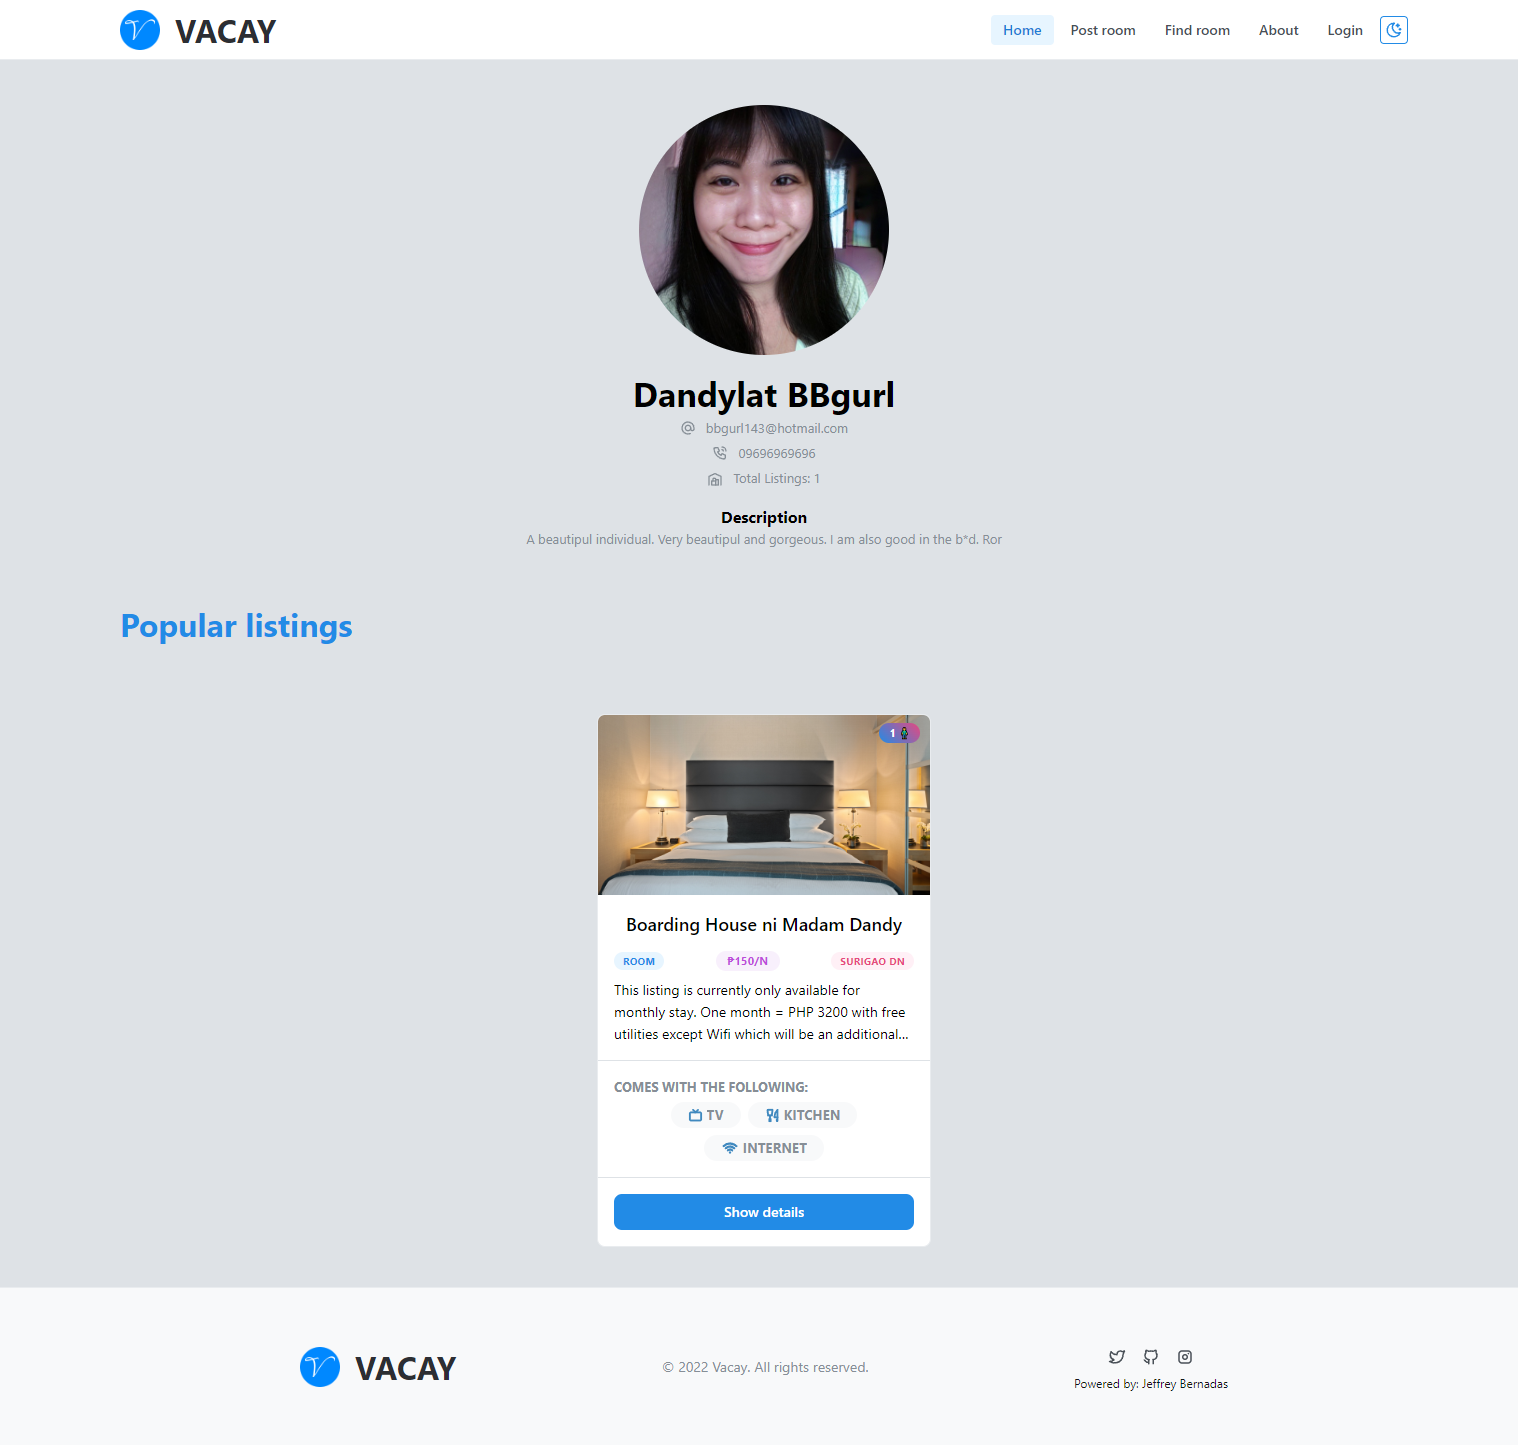 VACAY
Home Post room Find room About Login
Dandylat BBgurl
bbgurl143@hotmail.com
09696969696
Total Listings: 1
Description
A beautipul individual. Very beautipul and gorgeous. I am also good in the b*d. Ror
Popular listings
1
Boarding House ni Madam Dandy
ROOM ₱150/N SURIGAO DN
This listing is currently only available for
monthly stay. One month = PHP 3200 with free
utilities except Wifi which will be an additional...
COMES WITH THE FOLLOWING:
TV KITCHEN
INTERNET
Show details
VACAY
© 2022 Vacay. All rights reserved.
Powered by: Jeffrey Bernadas